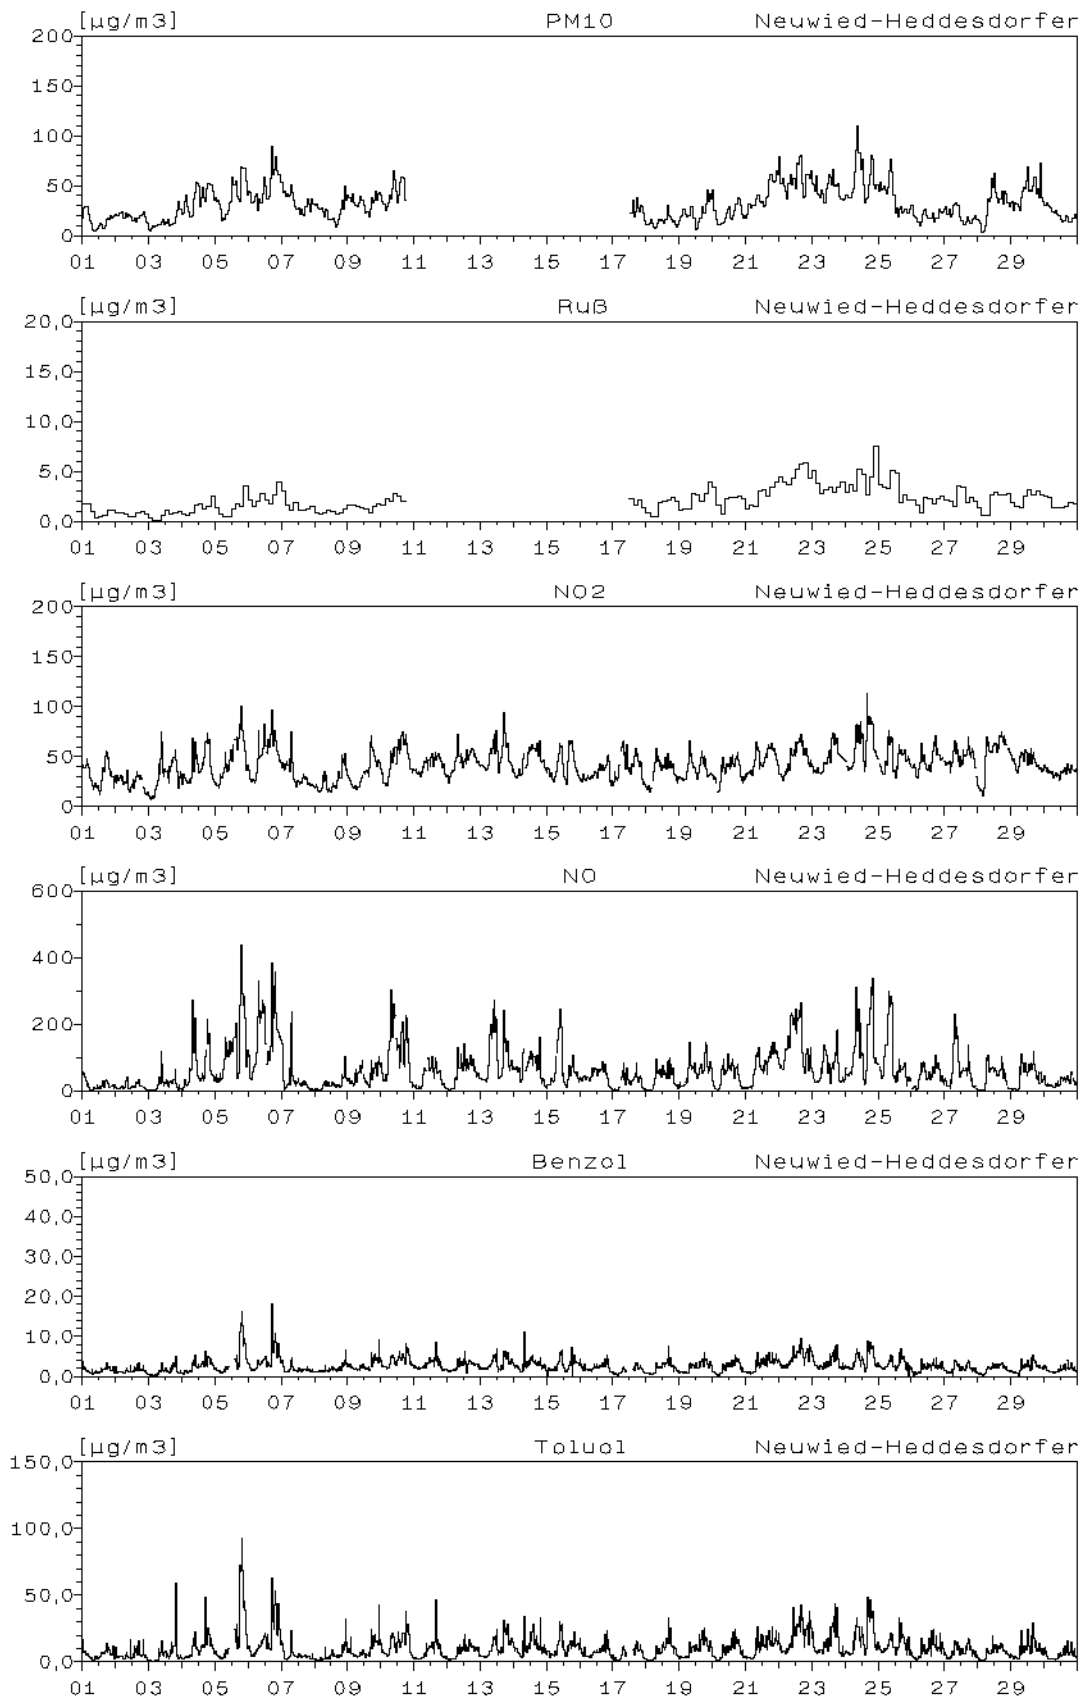 [µg/m3] PM10 Neuwied-Heddesdorfer
200
150
100
50
0
01 03 05 07 09 11 13 15 17 19 21 23 25 27 29
[µg/m3] Ruß Neuwied-Heddesdorfer
20,0
15,0
10,0
5,0
0,0
01 03 05 07 09 11 13 15 17 19 21 23 25 27 29
[µg/m3] NO2 Neuwied-Heddesdorfer
200
150
100
50
0
01 03 05 07 09 11 13 15 17 19 21 23 25 27 29
[µg/m3] NO Neuwied-Heddesdorfer
600
400
200
0
01 03 05 07 09 11 13 15 17 19 21 23 25 27 29
[µg/m3] Benzol Neuwied-Heddesdorfer
50,0
40,0
30,0
20,0
10,0
0,0
01 03 05 07 09 11 13 15 17 19 21 23 25 27 29
[µg/m3] Toluol Neuwied-Heddesdorfer
150,0
100,0
50,0
0,0
01 03 05 07 09 11 13 15 17 19 21 23 25 27 29